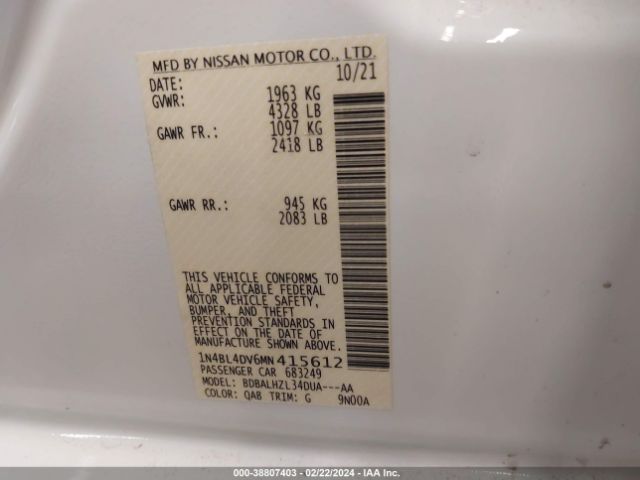 MFD BY NISSAN MOTOR CO., LTD.
DATE: 10/21
GVWR: 1963 KG
4328 LB
GAWR FR.: 1097 KG
2418 LB
GAWR RR.: 945 KG
2083 LB
THIS VEHICLE CONFORMS TO
ALL APPLICABLE FEDERAL
MOTOR VEHICLE SAFETY,
BUMPER, AND THEFT
PREVENTION STANDARDS IN
EFFECT ON THE DATE OF
MANUFACTURE SHOWN ABOVE.
1N4BL4DV6MN415612
PASSENGER CAR 683249
MODEL: BDBALHZL34DUA---AA
COLOR: QAB TRIM: G 9N00A
000-38807403 - 02/22/2024 - IAA Inc.